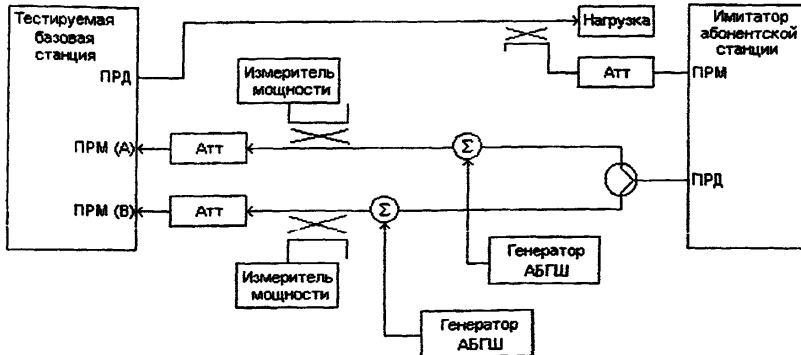 Тестируемая
базовая
станция
ПРД
ПРМ (А)
ПРМ (В)
Измеритель
мощности
Атт
Атт
Измеритель
мощности
Σ
Σ
Генератор
АБГШ
Генератор
АБГШ
Нагрузка
Атт
Имитатор
абонентской
станции
ПРМ
ПРД